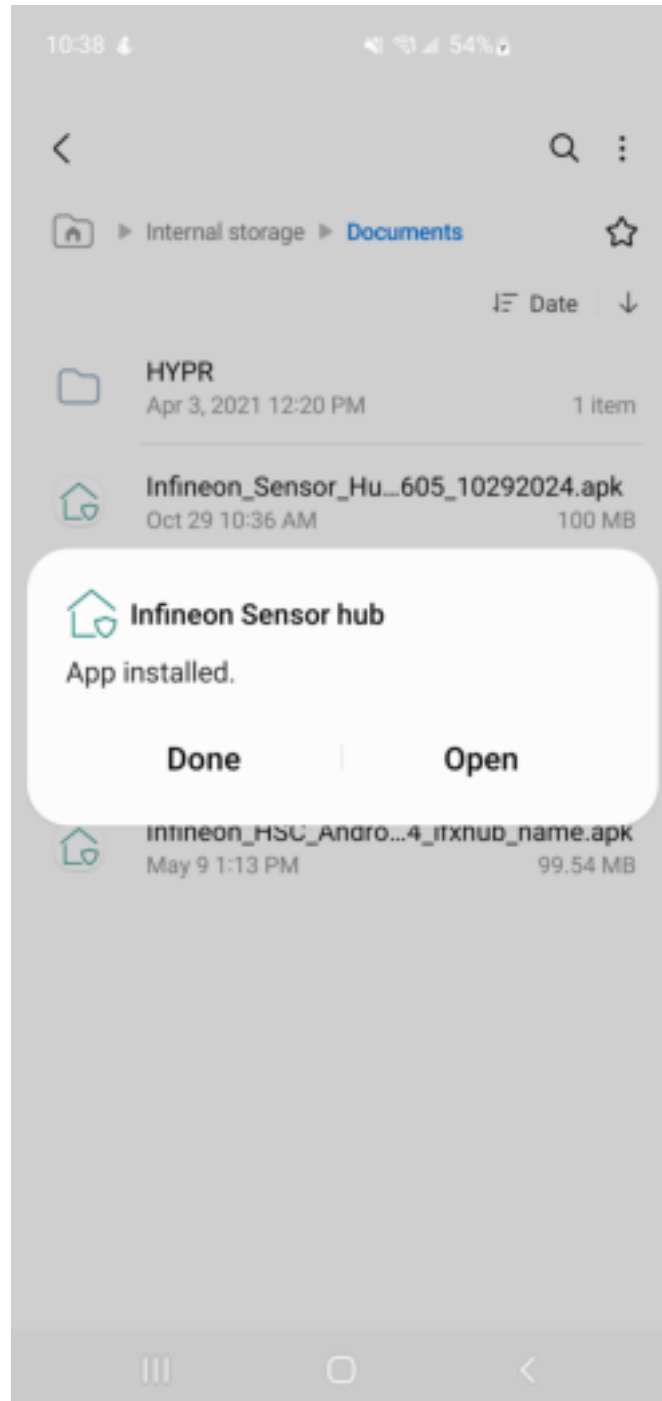 10:38
54%
Internal storage ▶ Documents
Date
HYPR
Apr 3, 2021 12:20 PM 1 item
Infineon_Sensor_Hu...605_10292024.apk
Oct 29 10:36 AM 100 MB
Infineon Sensor hub
App installed.
Done Open
Infineon_HSC_Andro...4_ifxhub_name.apk
May 9 1:13 PM 99.54 MB